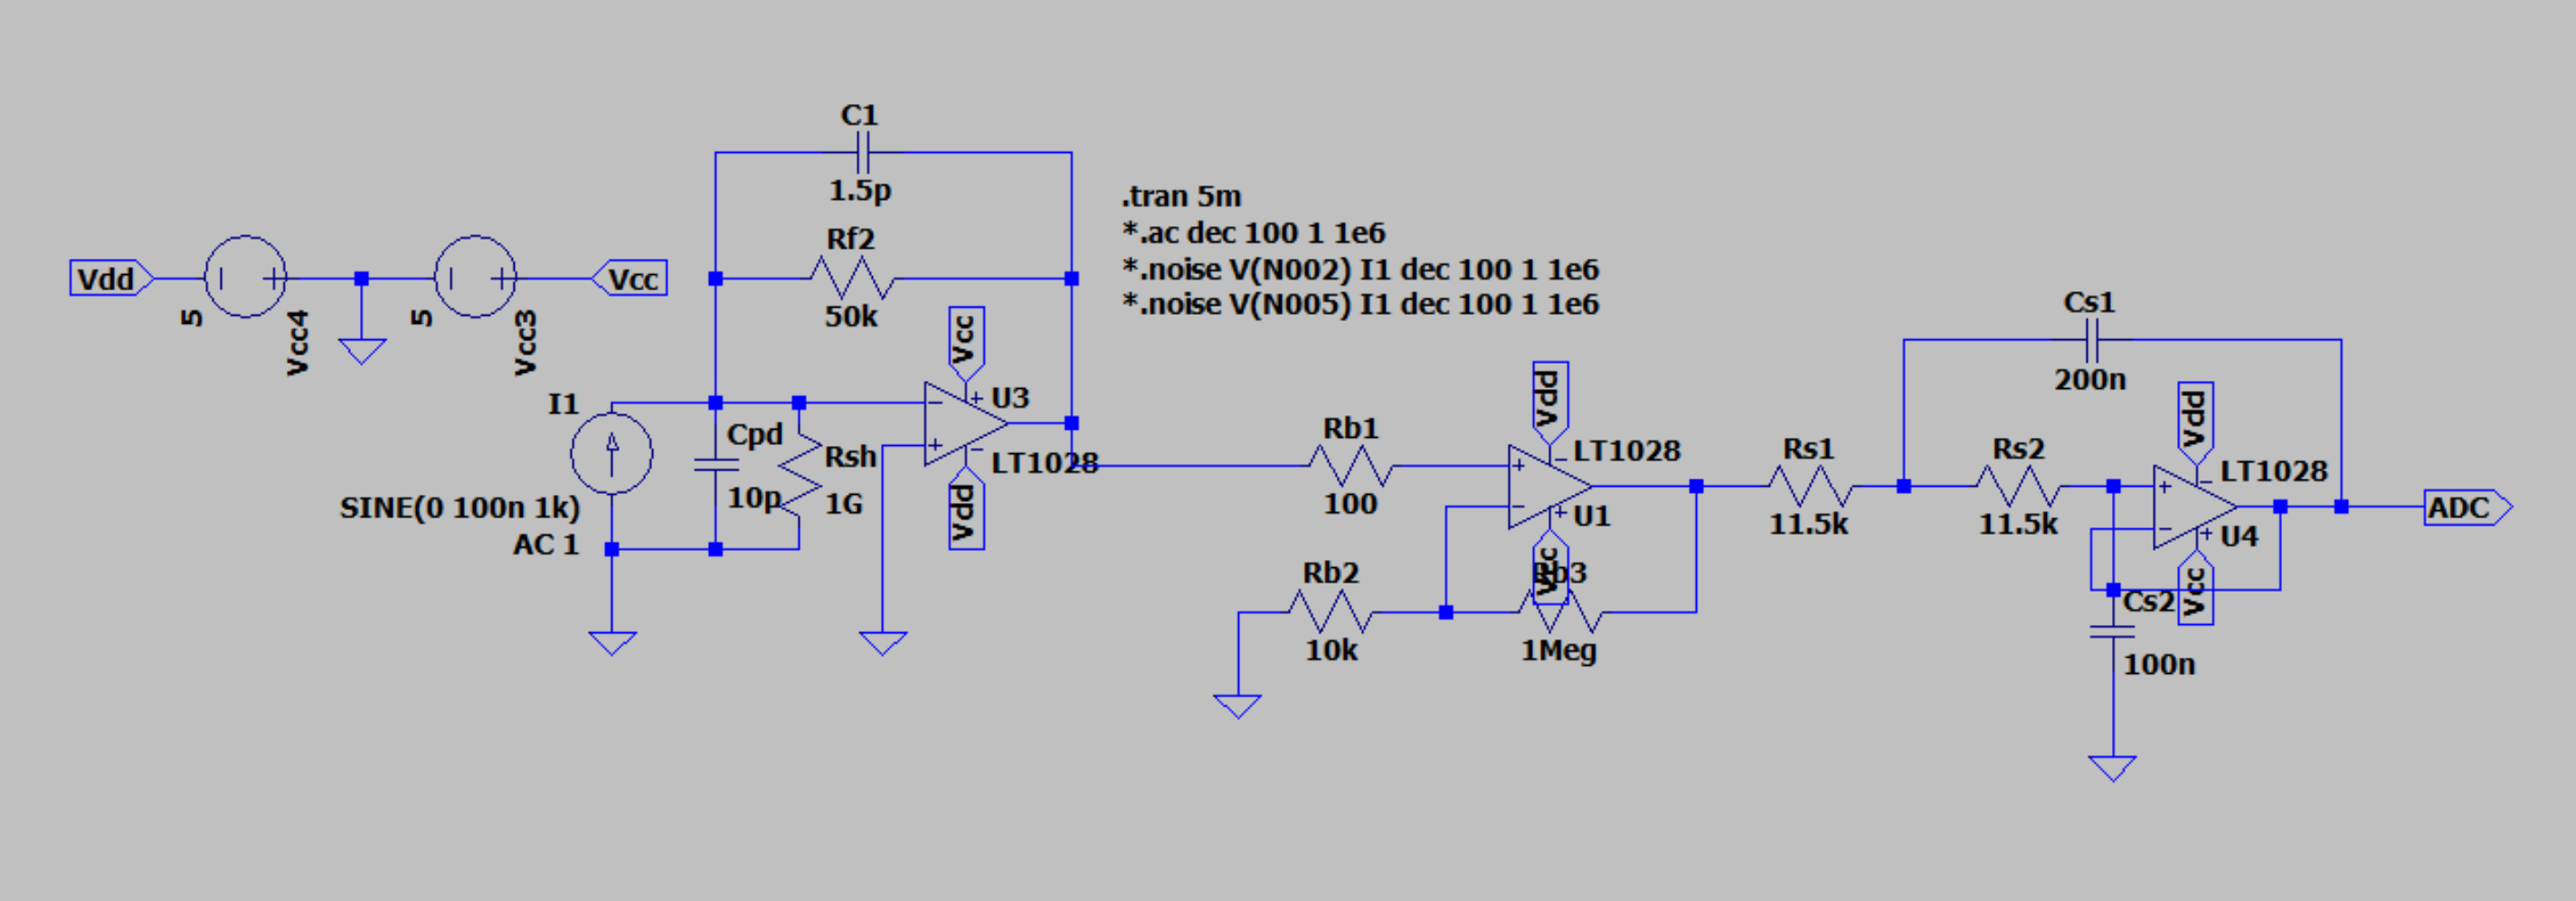 C1
1.5p
.tran 5m
*.ac dec 100 1 1e6
*.noise V(N002) I1 dec 100 1 1e6
*.noise V(N005) I1 dec 100 1 1e6
Rf2
50k
Vdd
5
Vcc4
5
Vcc3
Vcc
Vcc
U3
LT1028
Vdd
I1
SINE(0 100n 1k)
AC 1
Cpd
10p
Rsh
1G
Rb1
100
Vdd
LT1028
U1
Vcc
Rb2
10k
Rb3
1Meg
Rs1
11.5k
Cs1
200n
Rs2
11.5k
Vdd
LT1028
U4
Vcc
Cs2
100n
ADC